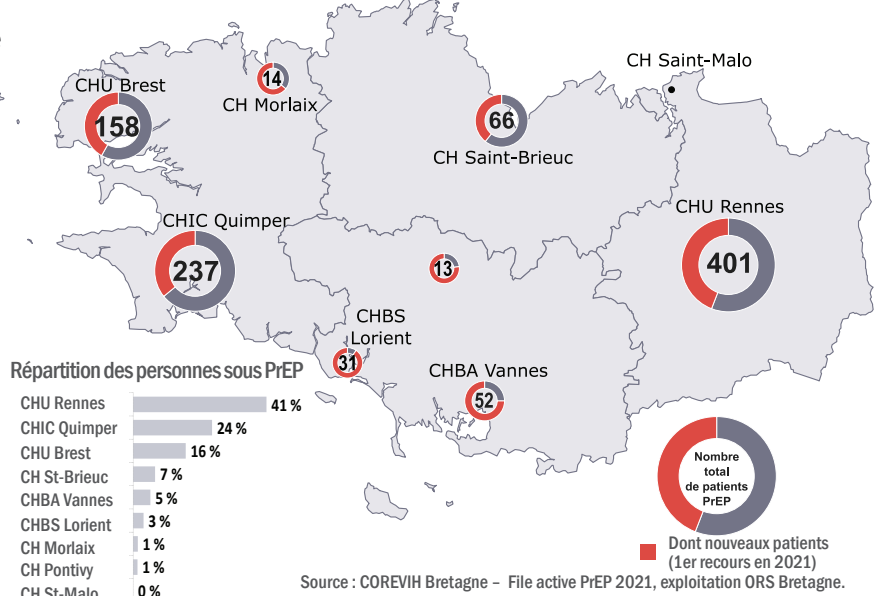 CH Saint-Malo
CHU Brest
158
14
CH Morlaix
66
CH Saint-Brieuc
CHU Rennes
401
CHIC Quimper
237
13
CHBS
Lorient
31
CHBA Vannes
52
Répartition des personnes sous PrEP
CHU Rennes 41 %
CHIC Quimper 24 %
CHU Brest 16 %
CH St-Brieuc 7 %
CHBA Vannes 5 %
CHBS Lorient 3 %
CH Morlaix 1 %
CH Pontivy 1 %
CH St-Malo 0 %
Nombre
total
de patients
PrEP
Dont nouveaux patients
(1er recours en 2021)
Source : COREVIH Bretagne – File active PrEP 2021, exploitation ORS Bretagne.